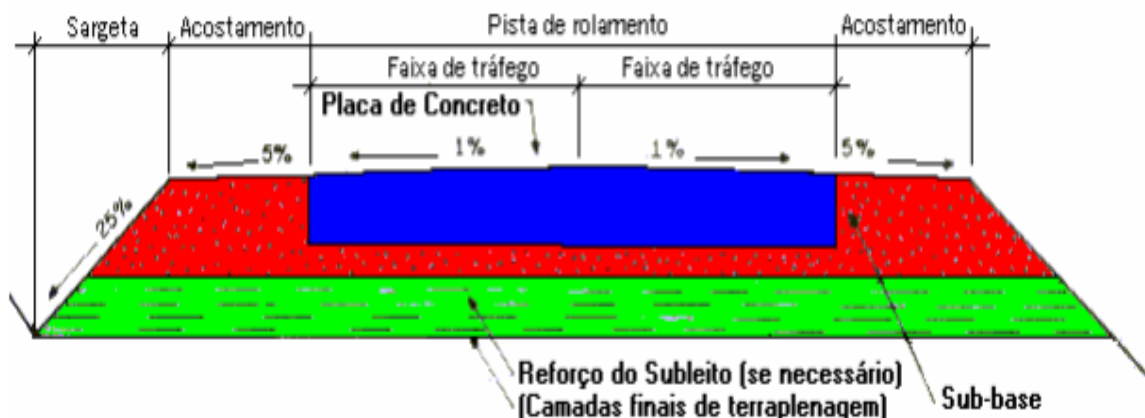 Sargeta Acostamento Pista de rolamento Acostamento
Faixa de tráfego Faixa de tráfego
Placa de Concreto
5% 1% 1% 5%
25%
Reforço do Subleito (se necessário)
(Camadas finais de terraplenagem)
Sub-base